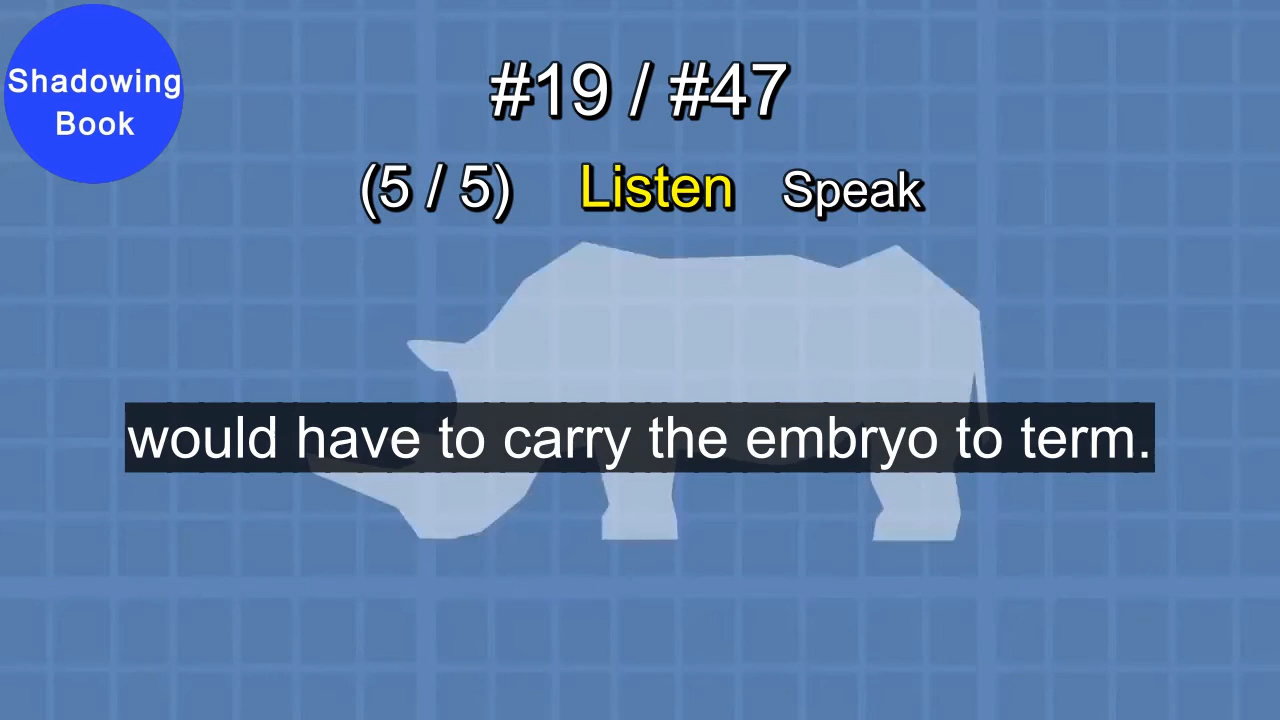 Shadowing
Book
#19 / #47
(5 / 5) Listen Speak
would have to carry the embryo to term.